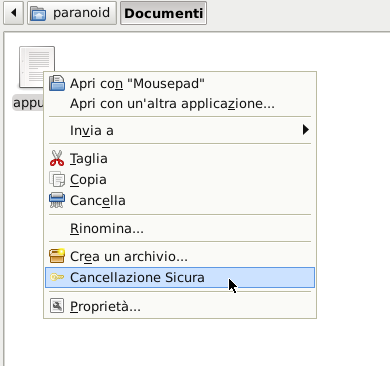 paranoid Documenti
appu
Apri con "Mousepad"
Apri con un'altra applicazione...
Invia a
Taglia
Copia
Cancella
Rinomina...
Crea un archivio...
Cancellazione Sicura
Proprietà...